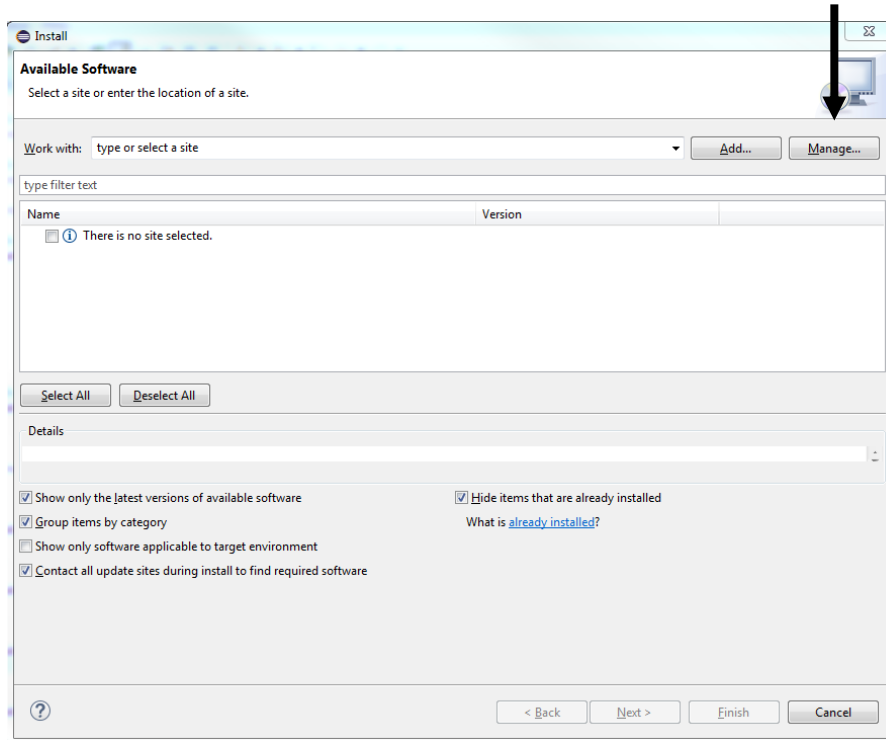 Install
Available Software
Select a site or enter the location of a site.
Work with: type or select a site Add... Manage...
type filter text
Name Version
There is no site selected.
Select All Deselect All
Details
Show only the latest versions of available software Hide items that are already installed
Group items by category What is already installed?
Show only software applicable to target environment
Contact all update sites during install to find required software
? < Back Next > Finish Cancel